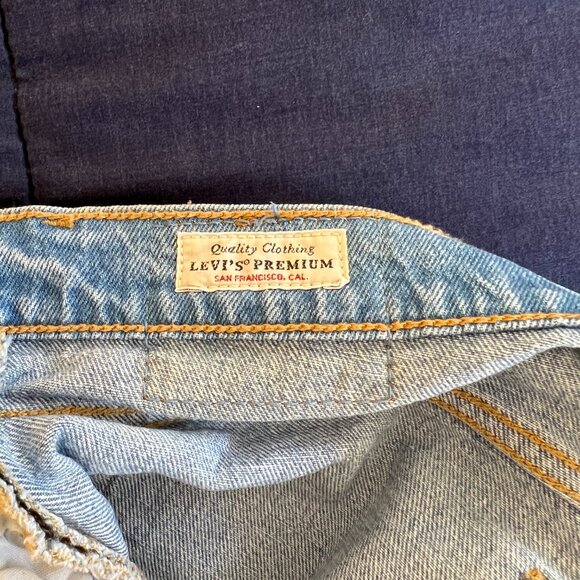 Quality Clothing
LEVI'S® PREMIUM
SAN FRANCISCO, CAL.